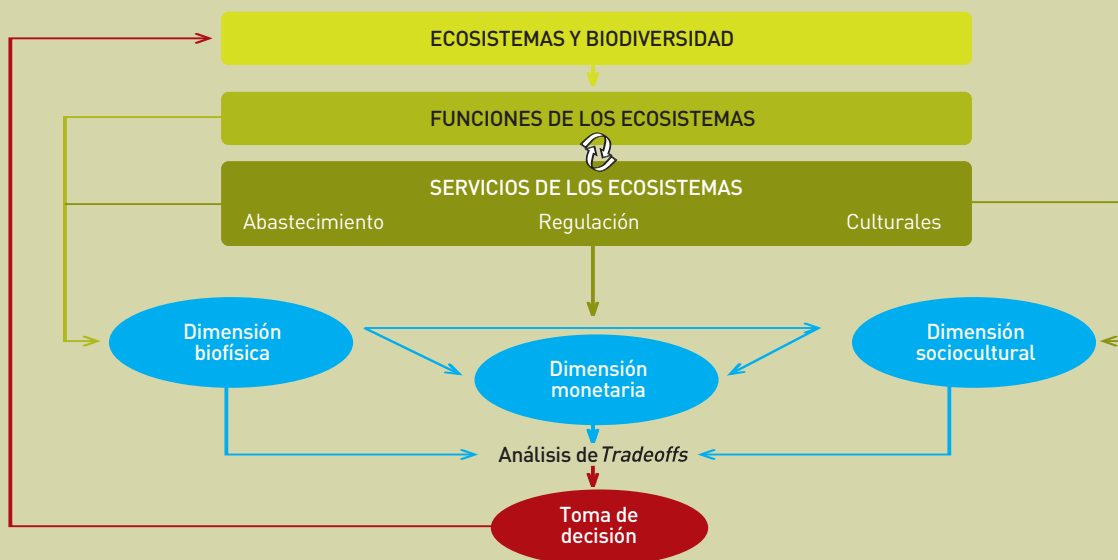 ECOSISTEMAS Y BIODIVERSIDAD
FUNCIONES DE LOS ECOSISTEMAS
SERVICIOS DE LOS ECOSISTEMAS
Abastecimiento Regulación Culturales
Dimensión
biofísica
Dimensión
monetaria
Dimensión
sociocultural
Análisis de Tradeoffs
Toma de
decisión